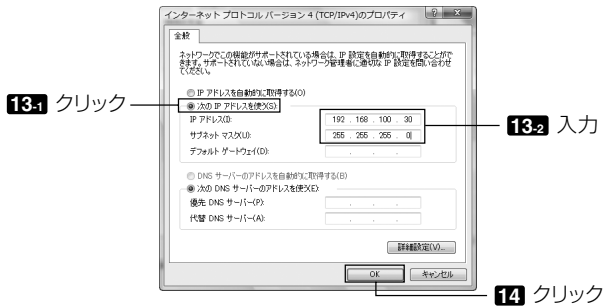 インターネット プロトコル バージョン 4 (TCP/IPv4)のプロパティ
全般
ネットワークでこの機能がサポートされている場合は、IP 設定を自動的に取得することがで
きます。サポートされていない場合は、ネットワーク管理者に適切な IP 設定を問い合わせ
てください。
IP アドレスを自動的に取得する(O)
13-1 クリック
次の IP アドレスを使う(S):
IP アドレス(I): 192 . 168 . 100 . 30
サブネット マスク(U): 255 . 255 . 255 . 0
13-2 入力
デフォルト ゲートウェイ(D): . . .
DNS サーバーのアドレスを自動的に取得する(B)
次の DNS サーバーのアドレスを使う(E):
優先 DNS サーバー(P): . . .
代替 DNS サーバー(A): . . .
詳細設定(V)...
OK キャンセル
14 クリック